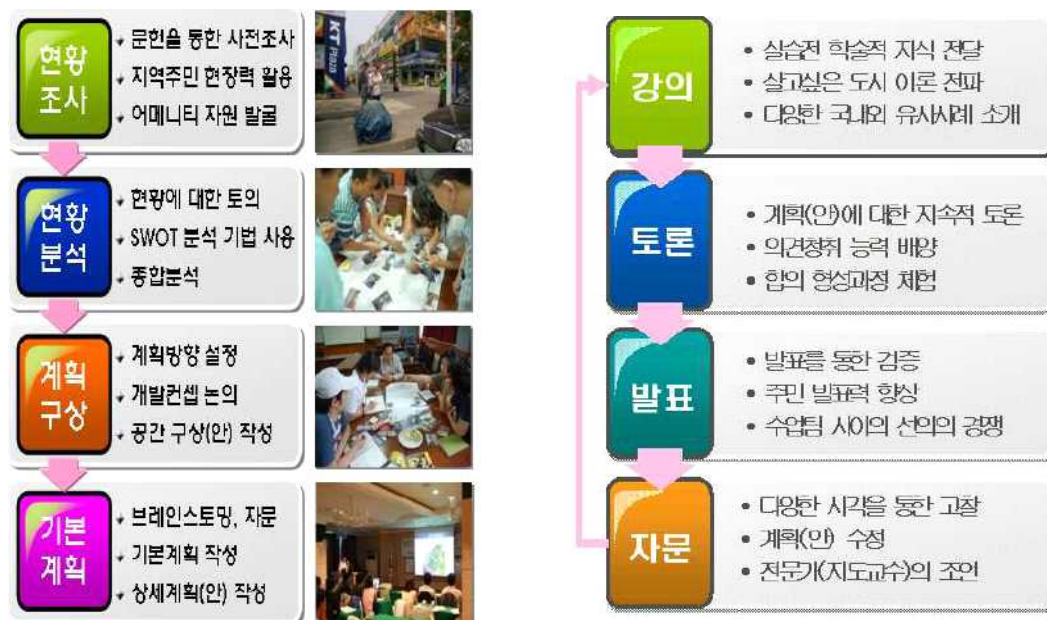 현황
조사
문헌을 통한 사전조사
지역주민 현장력 활용
어메니티 자원 발굴
KT
Plaza
현황
분석
현황에 대한 토의
SWOT 분석 기법 사용
종합분석
계획
구상
계획방향 설정
개발컨셉 논의
공간 구상(안) 작성
기본
계획
브레인스토밍, 자문
기본계획 작성
상세계획(안) 작성
강의
• 실습전 학술적 지식 전달
• 살고싶은 도시 이론 전파
• 다양한 국내외 유사사례 소개
토론
• 계획(안)에 대한 지속적 토론
• 의견청취 능력 배양
• 합의 형성과정 체험
발표
• 발표를 통한 검증
• 주민 발표력 향상
• 수업팀 사이의 선의의 경쟁
자문
• 다양한 시각을 통한 고찰
• 계획(안) 수정
• 전문가(지도교수)의 조언